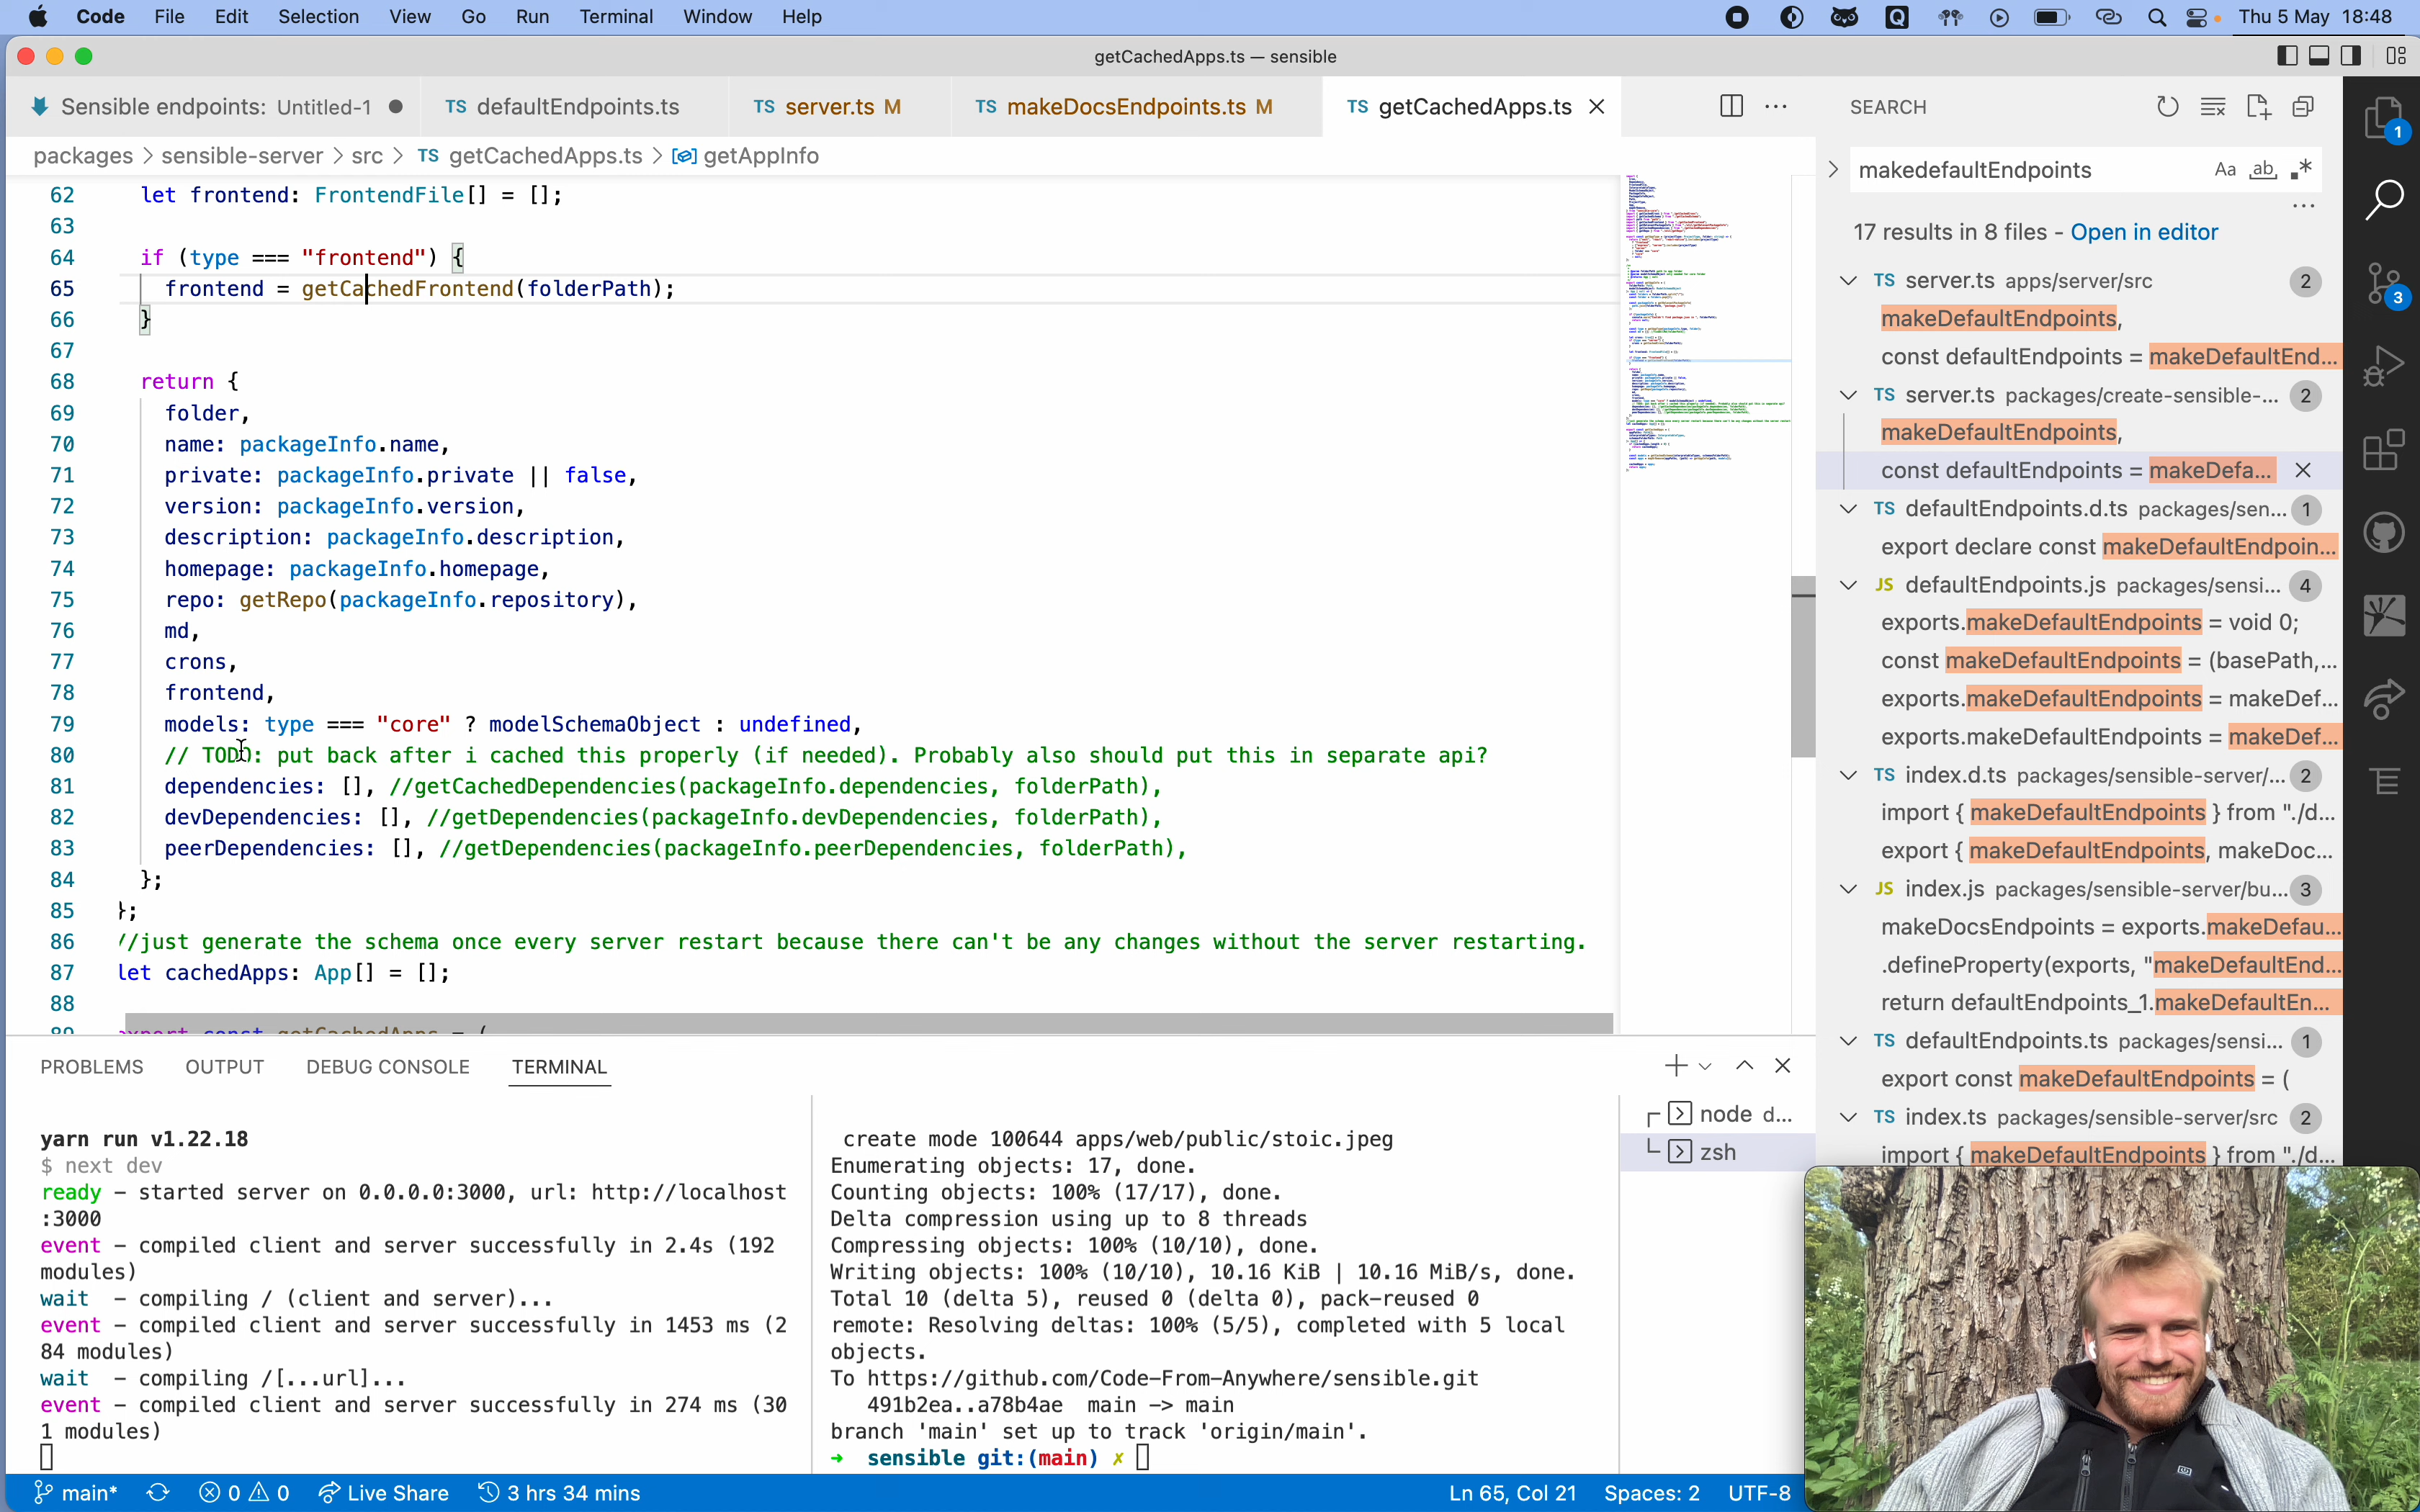 Code File Edit Selection View Go Run Terminal Window Help
Thu 5 May 18:48
getCachedApps.ts — sensible
Sensible endpoints: Untitled-1
TS defaultEndpoints.ts
TS server.ts M
TS makeDocsEndpoints.ts M
TS getCachedApps.ts
packages > sensible-server > src > TS getCachedApps.ts > getAppInfo
62 let frontend: FrontendFile[] = [];
63
64 if (type === "frontend") {
65 frontend = getCachedFrontend(folderPath);
66 }
67
68 return {
69 folder,
70 name: packageInfo.name,
71 private: packageInfo.private || false,
72 version: packageInfo.version,
73 description: packageInfo.description,
74 homepage: packageInfo.homepage,
75 repo: getRepo(packageInfo.repository),
76 md,
77 crons,
78 frontend,
79 models: type === "core" ? modelSchemaObject : undefined,
80 // TODO: put back after i cached this properly (if needed). Probably also should put this in separate api?
81 dependencies: [], //getCachedDependencies(packageInfo.dependencies, folderPath),
82 devDependencies: [], //getDependencies(packageInfo.devDependencies, folderPath),
83 peerDependencies: [], //getDependencies(packageInfo.peerDependencies, folderPath),
84 };
85 };
86 //just generate the schema once every server restart because there can't be any changes without the server restarting.
87 let cachedApps: App[] = [];
88
89 export const getCachedApps = (
SEARCH
makedefaultEndpoints
Aa ab
17 results in 8 files - Open in editor
TS server.ts apps/server/src 2
makeDefaultEndpoints,
const defaultEndpoints = makeDefaultEnd...
TS server.ts packages/create-sensible-... 2
makeDefaultEndpoints,
const defaultEndpoints = makeDefa...
TS defaultEndpoints.d.ts packages/sen... 1
export declare const makeDefaultEndpoin...
JS defaultEndpoints.js packages/sensi... 4
exports.makeDefaultEndpoints = void 0;
const makeDefaultEndpoints = (basePath,...
exports.makeDefaultEndpoints = makeDef...
exports.makeDefaultEndpoints = makeDef...
TS index.d.ts packages/sensible-server/... 2
import { makeDefaultEndpoints } from "./d...
export { makeDefaultEndpoints, makeDoc...
JS index.js packages/sensible-server/bu... 3
makeDocsEndpoints = exports.makeDefau...
.defineProperty(exports, "makeDefaultEnd...
return defaultEndpoints_1.makeDefaultEn...
TS defaultEndpoints.ts packages/sensi... 1
export const makeDefaultEndpoints = (
TS index.ts packages/sensible-server/src 2
import { makeDefaultEndpoints } from "./d...
1
3
PROBLEMS OUTPUT DEBUG CONSOLE TERMINAL
yarn run v1.22.18
$ next dev
ready - started server on 0.0.0.0:3000, url: http://localhost
:3000
event - compiled client and server successfully in 2.4s (192
modules)
wait - compiling / (client and server)...
event - compiled client and server successfully in 1453 ms (2
84 modules)
wait - compiling /[...url]...
event - compiled client and server successfully in 274 ms (30
1 modules)
create mode 100644 apps/web/public/stoic.jpeg
Enumerating objects: 17, done.
Counting objects: 100% (17/17), done.
Delta compression using up to 8 threads
Compressing objects: 100% (10/10), done.
Writing objects: 100% (10/10), 10.16 KiB | 10.16 MiB/s, done.
Total 10 (delta 5), reused 0 (delta 0), pack-reused 0
remote: Resolving deltas: 100% (5/5), completed with 5 local
objects.
To https://github.com/Code-From-Anywhere/sensible.git
491b2ea..a78b4ae main -> main
branch 'main' set up to track 'origin/main'.
➜ sensible git:(main) ✗
node d...
zsh
main* 0 0 Live Share 3 hrs 34 mins
Ln 65, Col 21 Spaces: 2 UTF-8